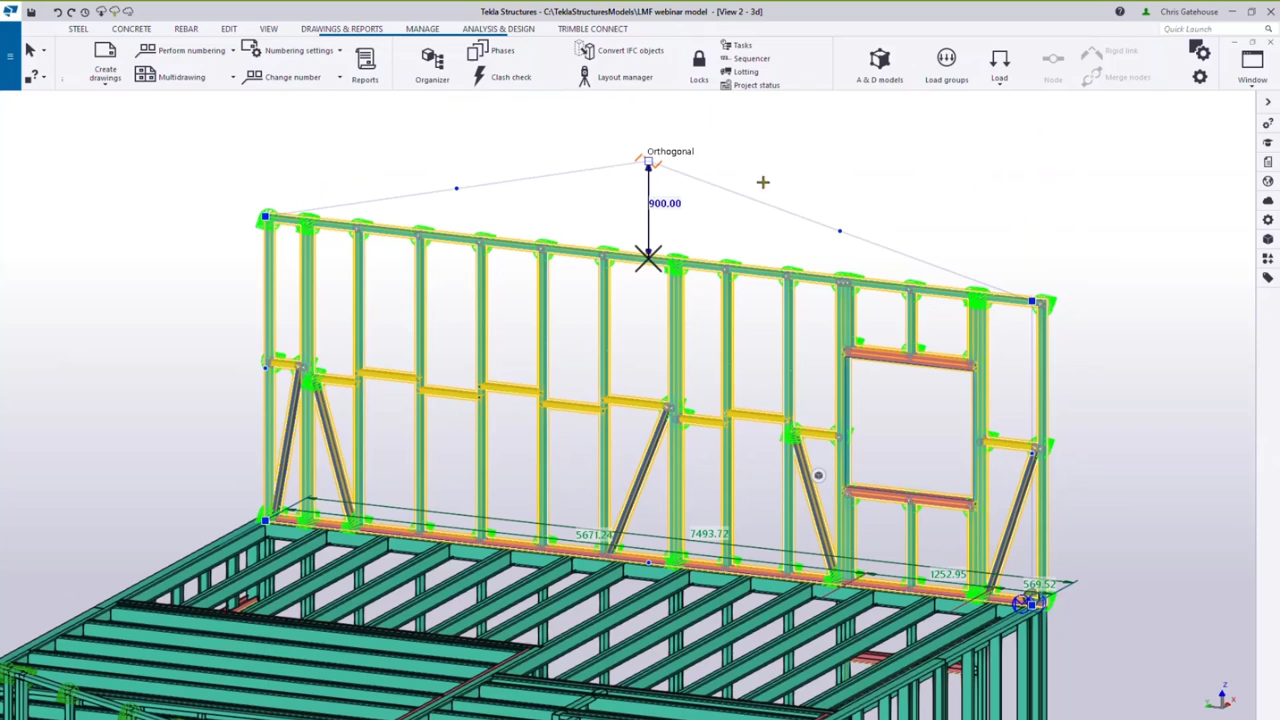 Tekla Structures - C:\TeklaStructuresModels\LMF webinar model - [View 2 - 3d]
Chris Gatehouse
STEEL CONCRETE REBAR EDIT VIEW DRAWINGS & REPORTS MANAGE ANALYSIS & DESIGN TRIMBLE CONNECT
Quick Launch
Create drawings
Perform numbering
Multidrawing
Numbering settings
Change number
Reports
Organizer
Phases
Clash check
Convert IFC objects
Layout manager
Locks
Tasks
Sequencer
Lotting
Project status
A & D models
Load groups
Load
Node
Rigid link
Merge nodes
Window
Orthogonal
900.00
5671.24
7493.72
1252.95
569.52
Z
Y
X